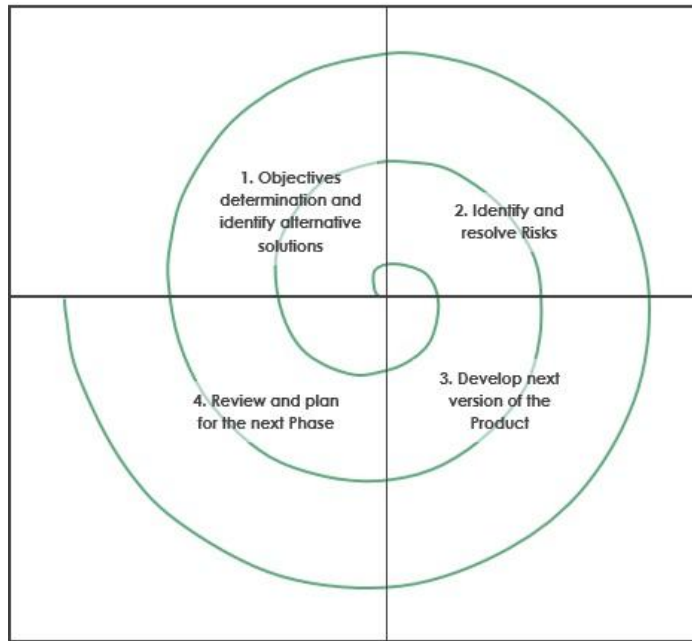 1. Objectives
determination and
identify alternative
solutions
2. Identify and
resolve Risks
3. Develop next
version of the
Product
4. Review and plan
for the next Phase